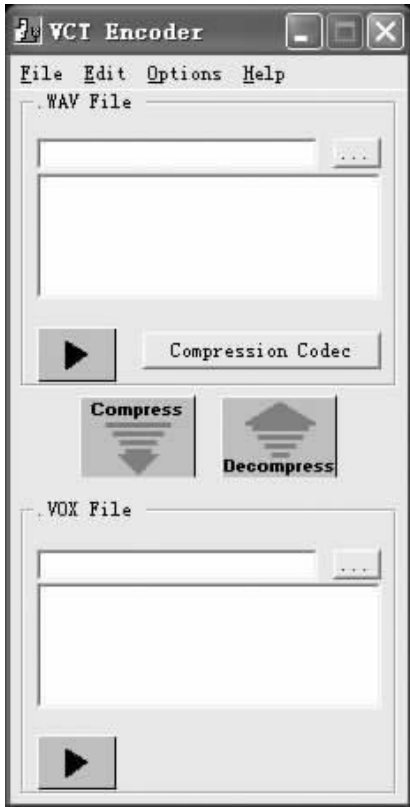 VCT Encoder
File Edit Options Help
.WAV File
...
Compression Codec
Compress
Decompress
.VOX File
...